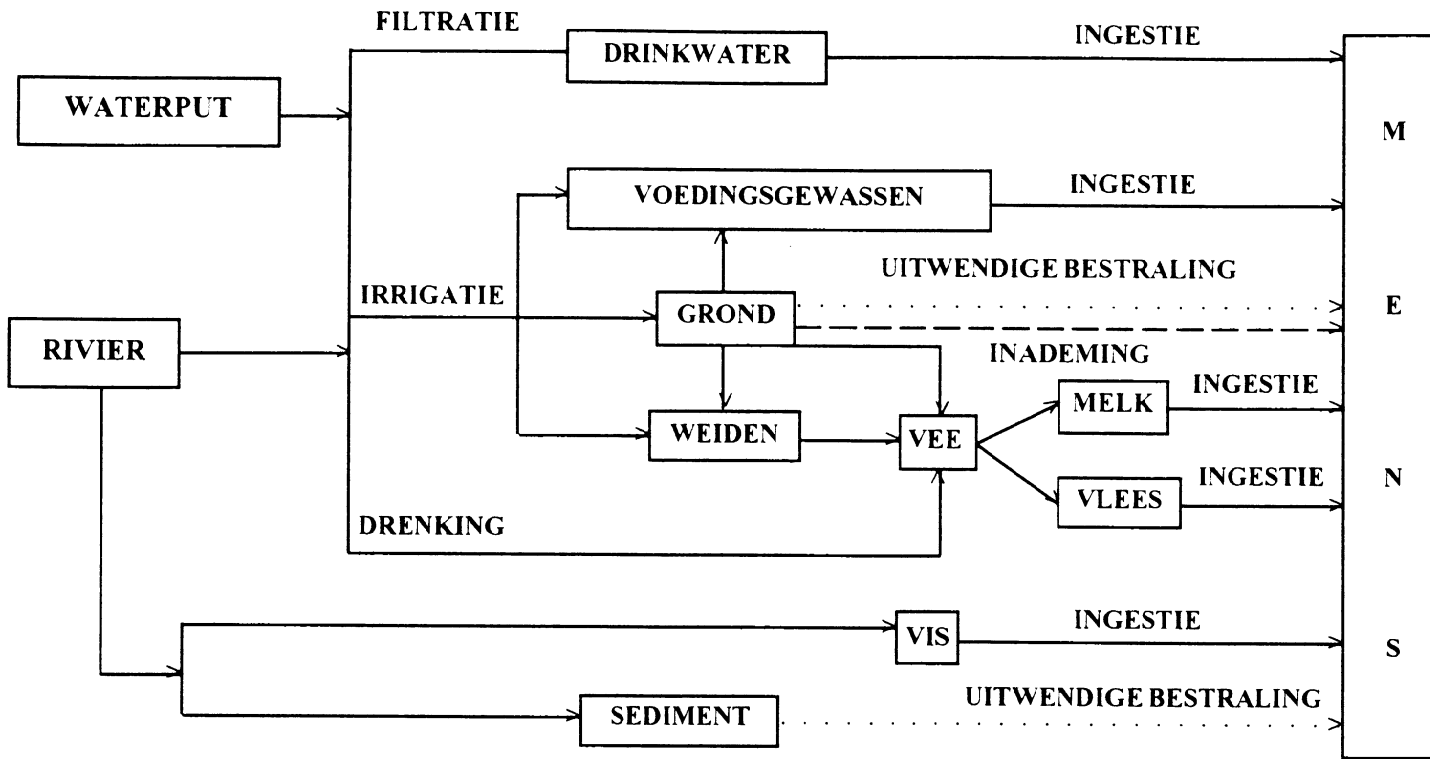 FILTRATIE
DRINKWATER
INGESTIE
WATERPUT
VOEDINGSGEWASSEN
INGESTIE
UITWENDIGE BESTRALING
IRRIGATIE
GROND
RIVIER
INADEMING
MELK
INGESTIE
WEIDEN
VEE
VLEES
INGESTIE
DRENKING
VIS
INGESTIE
SEDIMENT
UITWENDIGE BESTRALING
M
E
N
S